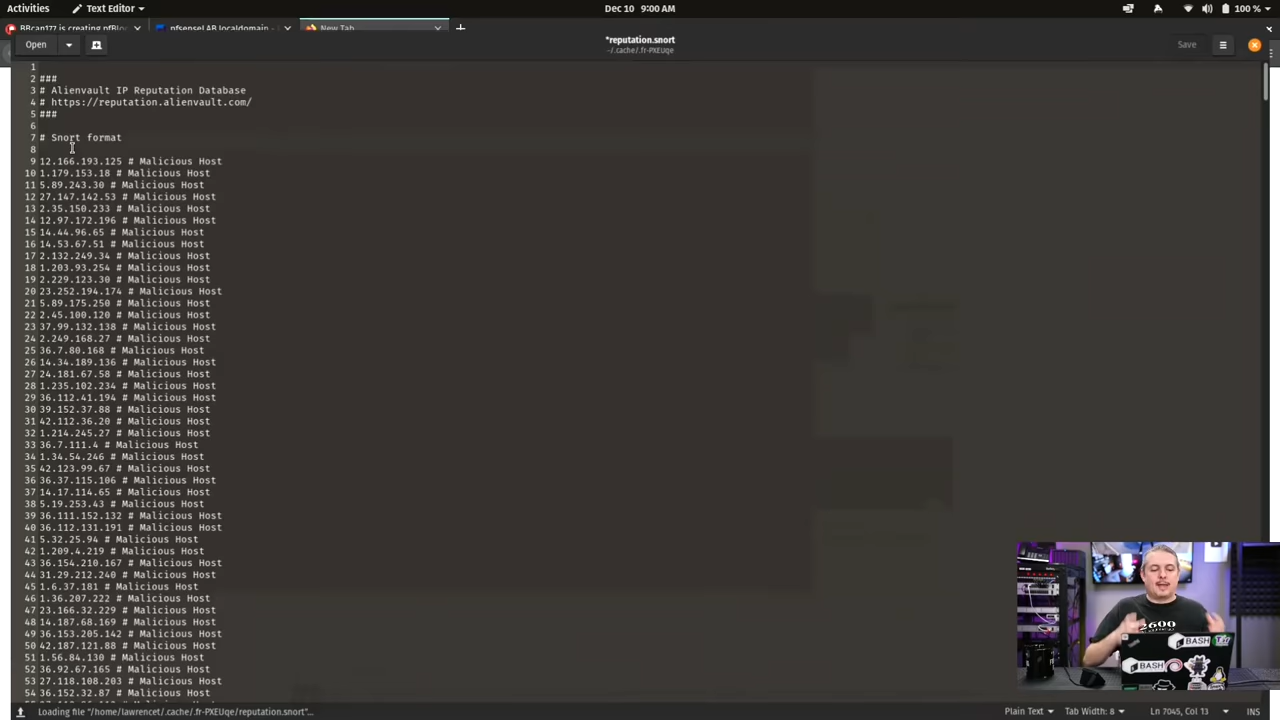 Activities
Text Editor
Dec 10 9:00 AM
100 %
BBcan177 is creating pfBlo
pfsenseLAB.localdomain -
New Tab
Open
*reputation.snort
~/.cache/.fr-PXEUqe
Save
1
2 ###
3 # Alienvault IP Reputation Database
4 # https://reputation.alienvault.com/
5 ###
6
7 # Snort format
8
9 12.166.193.125 # Malicious Host
10 1.179.153.18 # Malicious Host
11 5.89.243.30 # Malicious Host
12 27.147.142.53 # Malicious Host
13 2.35.150.233 # Malicious Host
14 12.97.172.196 # Malicious Host
15 14.44.96.65 # Malicious Host
16 14.53.67.51 # Malicious Host
17 2.132.249.34 # Malicious Host
18 1.203.93.254 # Malicious Host
19 2.229.123.30 # Malicious Host
20 23.252.194.174 # Malicious Host
21 5.89.175.250 # Malicious Host
22 2.45.100.120 # Malicious Host
23 37.99.132.138 # Malicious Host
24 2.249.168.27 # Malicious Host
25 36.7.80.168 # Malicious Host
26 14.34.189.136 # Malicious Host
27 24.181.67.58 # Malicious Host
28 1.235.102.234 # Malicious Host
29 36.112.41.194 # Malicious Host
30 39.152.37.88 # Malicious Host
31 42.112.36.20 # Malicious Host
32 1.214.245.27 # Malicious Host
33 36.7.111.4 # Malicious Host
34 1.34.54.246 # Malicious Host
35 42.123.99.67 # Malicious Host
36 36.37.115.106 # Malicious Host
37 14.17.114.65 # Malicious Host
38 5.19.253.43 # Malicious Host
39 36.111.152.132 # Malicious Host
40 36.112.131.191 # Malicious Host
41 5.32.25.94 # Malicious Host
42 1.209.4.219 # Malicious Host
43 36.154.210.167 # Malicious Host
44 31.29.212.240 # Malicious Host
45 1.6.37.181 # Malicious Host
46 1.36.207.222 # Malicious Host
47 23.166.32.229 # Malicious Host
48 14.187.68.169 # Malicious Host
49 36.153.205.142 # Malicious Host
50 42.187.121.88 # Malicious Host
51 1.56.84.130 # Malicious Host
52 36.92.67.165 # Malicious Host
53 27.118.108.203 # Malicious Host
54 36.152.32.87 # Malicious Host
2600
BASH
BASH
Loading file "/home/lawrencet/.cache/.fr-PXEUqe/reputation.snort"...
Plain Text
Tab Width: 8
Ln 7045, Col 13
INS